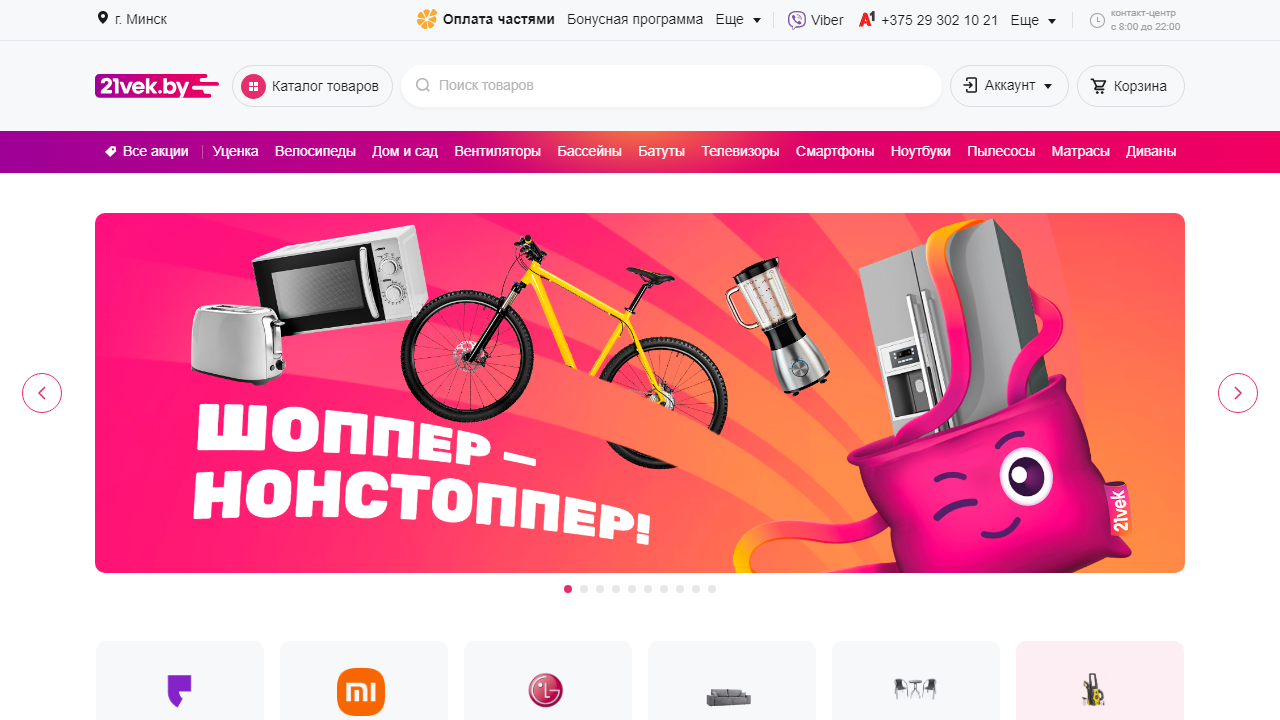 г. Минск
Оплата частями Бонусная программа Еще Viber A1 +375 29 302 10 21 Еще контакт-центр
с 8:00 до 22:00
21vek.by Каталог товаров Поиск товаров Аккаунт Корзина
Все акции Уценка Велосипеды Дом и сад Вентиляторы Бассейны Батуты Телевизоры Смартфоны Ноутбуки Пылесосы Матрасы Диваны
ШОППЕР –
НОНСТОППЕР!
21vek
mi
LG